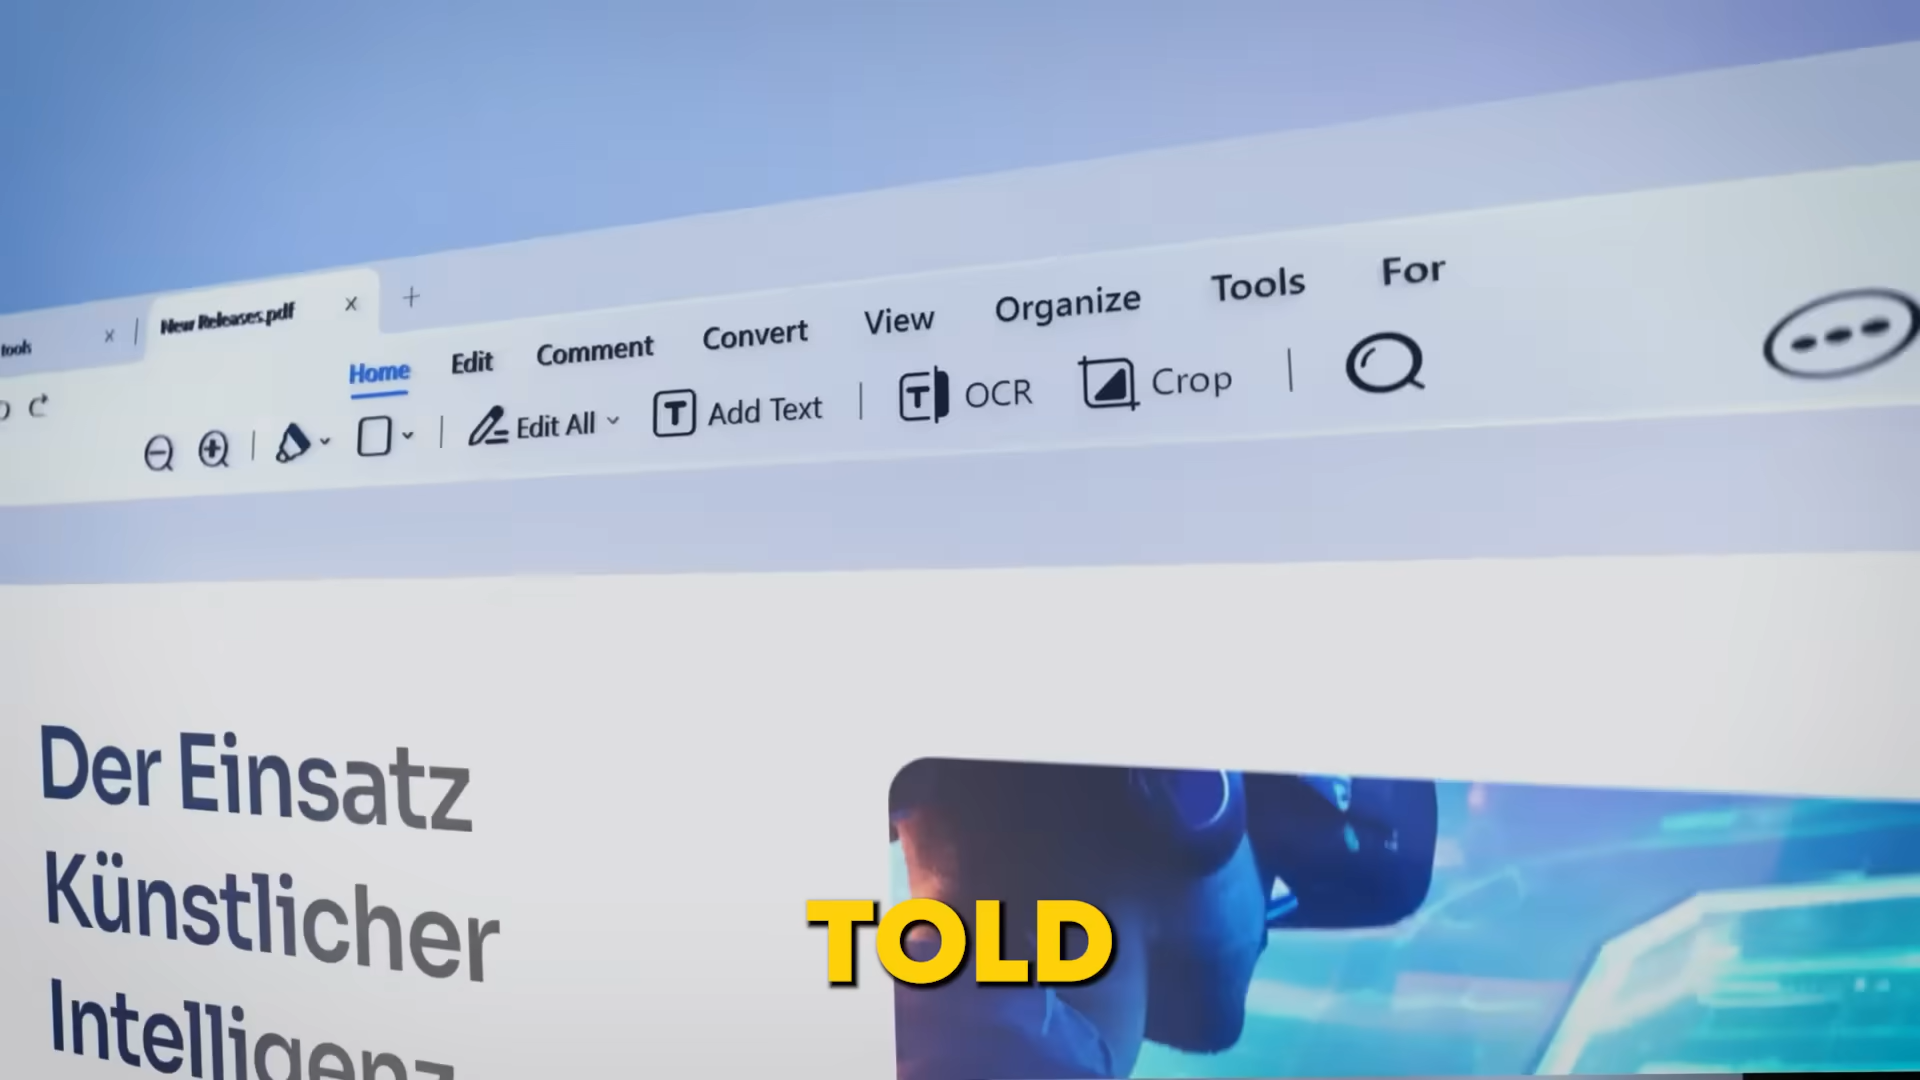 tools
New Releases.pdf
Home Edit Comment Convert View Organize Tools For
Edit All Add Text OCR Crop
Der Einsatz
Künstlicher
Intelligenz
TOLD